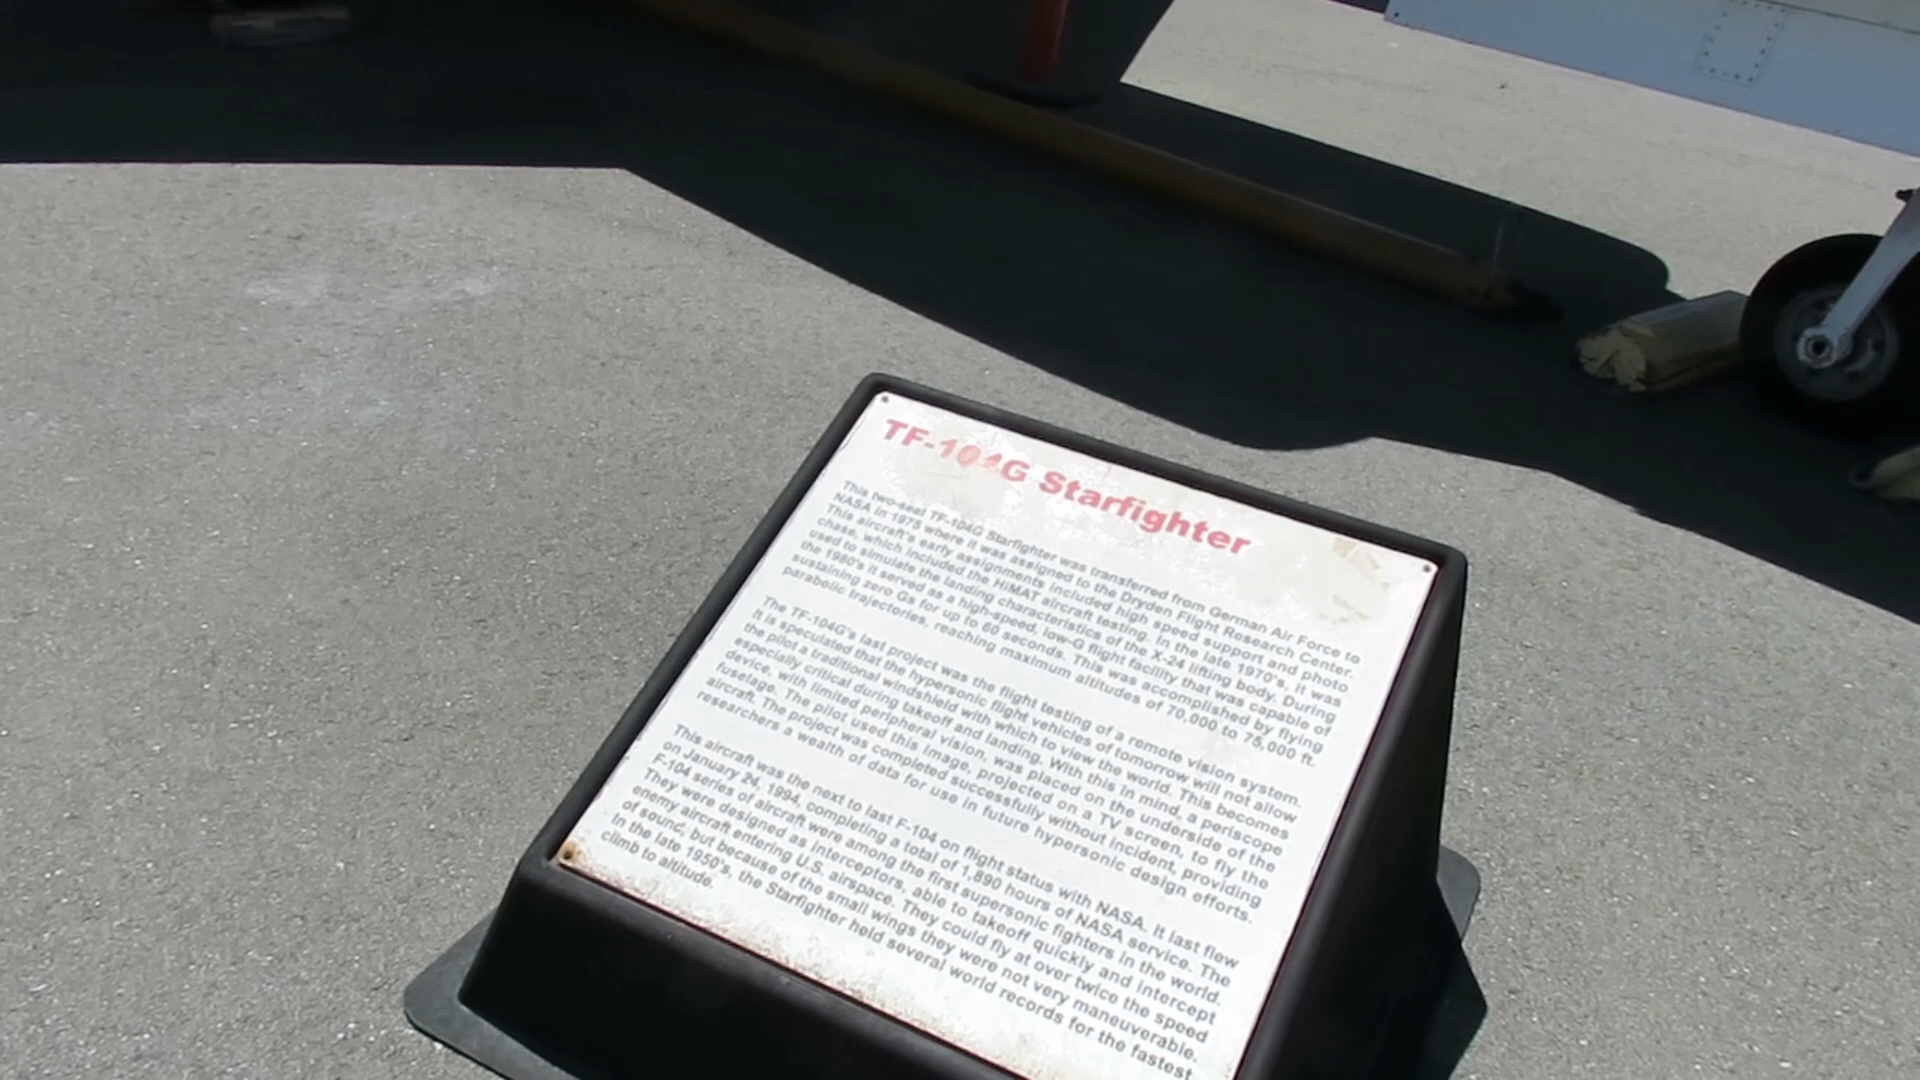 TF-104G Starfighter
This two-seat TF-104G Starfighter was transferred from German Air Force to
NASA in 1975 where it was assigned to the Dryden Flight Research Center.
This aircraft's early assignments included high speed support and photo
chase, which included the HiMAT aircraft testing. In the late 1970's, it was
used to simulate the landing characteristics of the X-24 lifting body. During
the 1980's it served as a high-speed, low-G flight facility that was capable of
sustaining zero Gs for up to 60 seconds. This was accomplished by flying
parabolic trajectories, reaching maximum altitudes of 70,000 to 75,000 ft.
The TF-104G's last project was the flight testing of a remote vision system.
It is speculated that the hypersonic flight vehicles of tomorrow will not allow
the pilot a traditional windshield with which to view the world. This becomes
especially critical during takeoff and landing. With this in mind, a periscope
device, with limited peripheral vision, was placed on the underside of the
fuselage. The pilot used this image, projected on a TV screen, to fly the
aircraft. The project was completed successfully without incident, providing
researchers a wealth of data for use in future hypersonic design efforts.
This aircraft was the next to last F-104 on flight status with NASA. It last flew
on January 24, 1994, completing a total of 1,890 hours of NASA service. The
F-104 series of aircraft were among the first supersonic fighters in the world.
They were designed as interceptors, able to takeoff quickly and intercept
enemy aircraft entering U.S. airspace. They could fly at over twice the speed
of sound, but because of the small wings they were not very maneuverable.
In the late 1950's, the Starfighter held several world records for the fastest
climb to altitude.